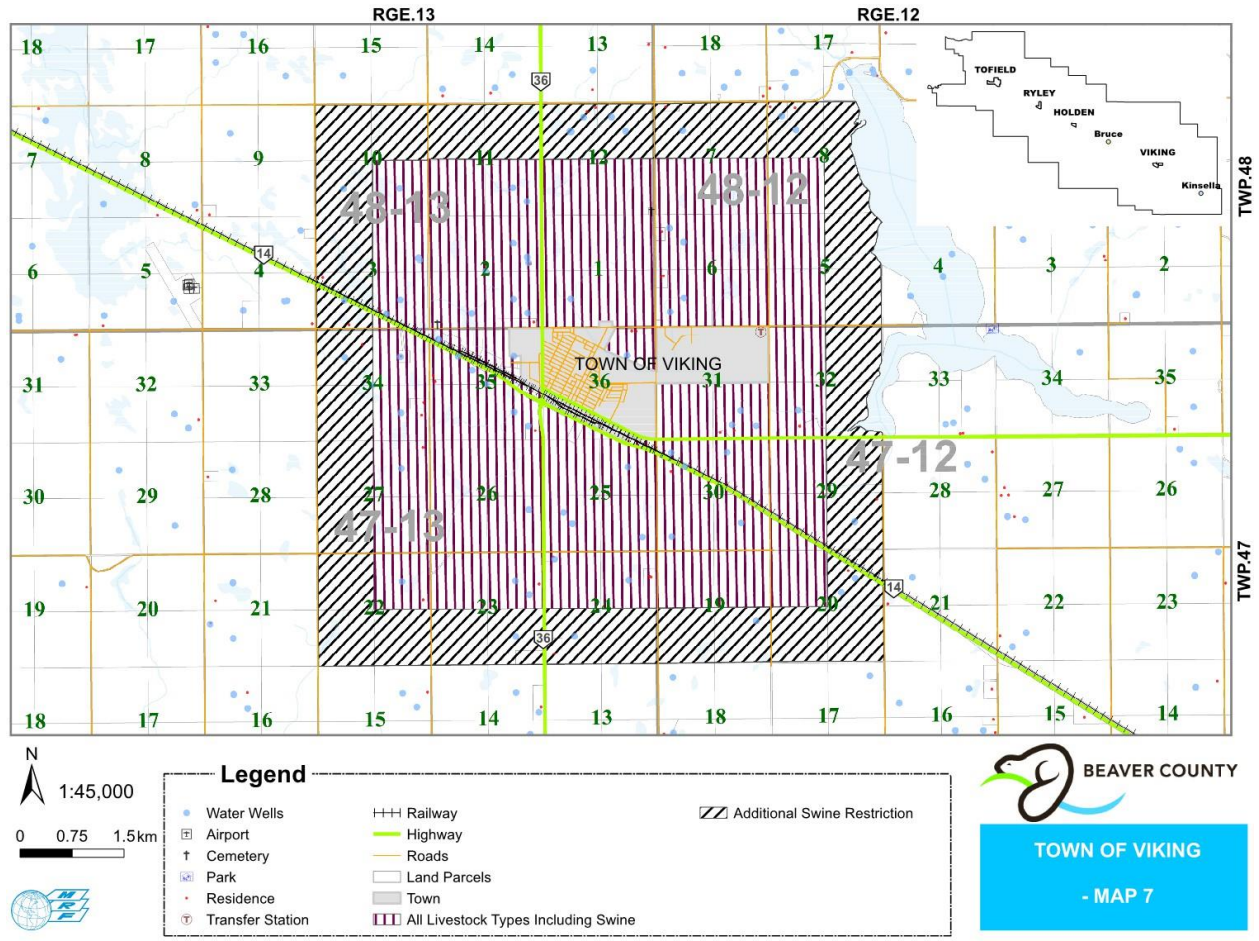 RGE.13 RGE.12
18 17 16 15 14 13 18 17
36
TOFIELD
RYLEY
HOLDEN
Bruce
VIKING
Kinsella
TWP.48
7 8 9 10 11 12 7 8
48-13 48-12
14
6 5 4 3 2 1 6 5 4 3 2
TOWN OF VIKING
31 32 33 34 35 36 31 32 33 34 35
47-12
30 29 28 27 26 25 30 29 28 27 26
47-13
TWP.47
14
19 20 21 22 23 24 19 20 21 22 23
36
18 17 16 15 14 13 18 17 16 15 14
N
1:45,000
0 0.75 1.5km
MRF
Legend
Water Wells
Airport
Cemetery
Park
Residence
T Transfer Station
Railway
Highway
Roads
Land Parcels
Town
All Livestock Types Including Swine
Additional Swine Restriction
BEAVER COUNTY
TOWN OF VIKING
- MAP 7